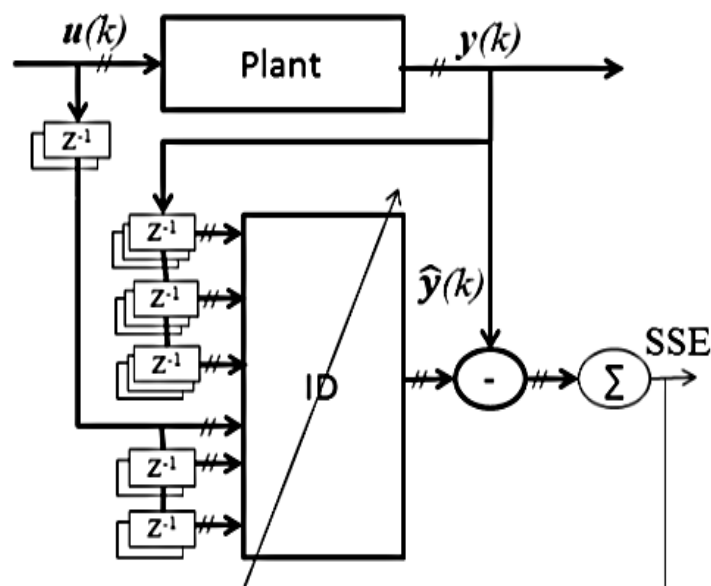 u(k)
Plant
y(k)
Z⁻¹
Z⁻¹
Z⁻¹
Z⁻¹
ŷ(k)
ID
-
Σ
SSE
Z⁻¹
Z⁻¹